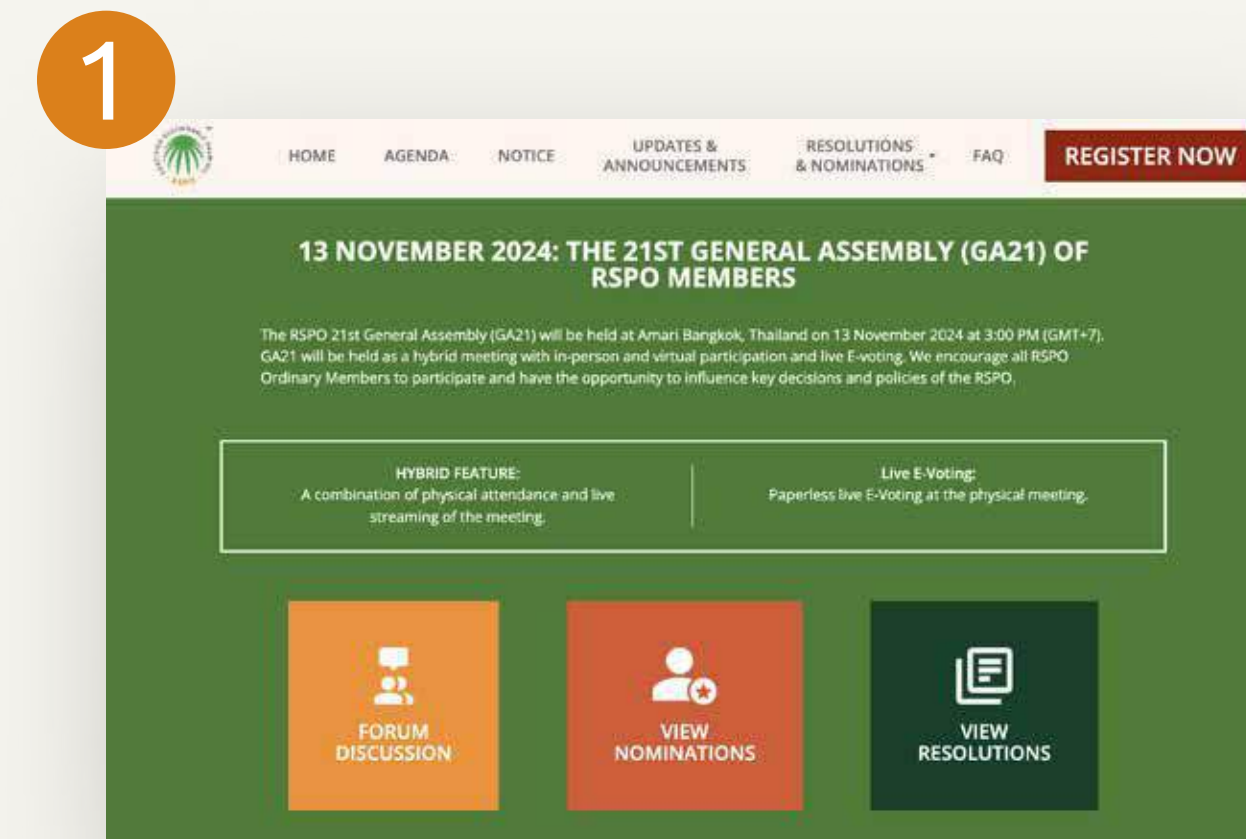 1
HOME
AGENDA
NOTICE
UPDATES &
ANNOUNCEMENTS
RESOLUTIONS
& NOMINATIONS
FAQ
REGISTER NOW
RSPO
13 NOVEMBER 2024: THE 21ST GENERAL ASSEMBLY (GA21) OF
RSPO MEMBERS
The RSPO 21st General Assembly (GA21) will be held at Amari Bangkok, Thailand on 13 November 2024 at 3:00 PM (GMT+7).
GA21 will be held as a hybrid meeting with in-person and virtual participation and live E-voting. We encourage all RSPO
Ordinary Members to participate and have the opportunity to influence key decisions and policies of the RSPO.
HYBRID FEATURE:
A combination of physical attendance and live
streaming of the meeting.
Live E-Voting:
Paperless live E-Voting at the physical meeting.
FORUM
DISCUSSION
VIEW
NOMINATIONS
VIEW
RESOLUTIONS